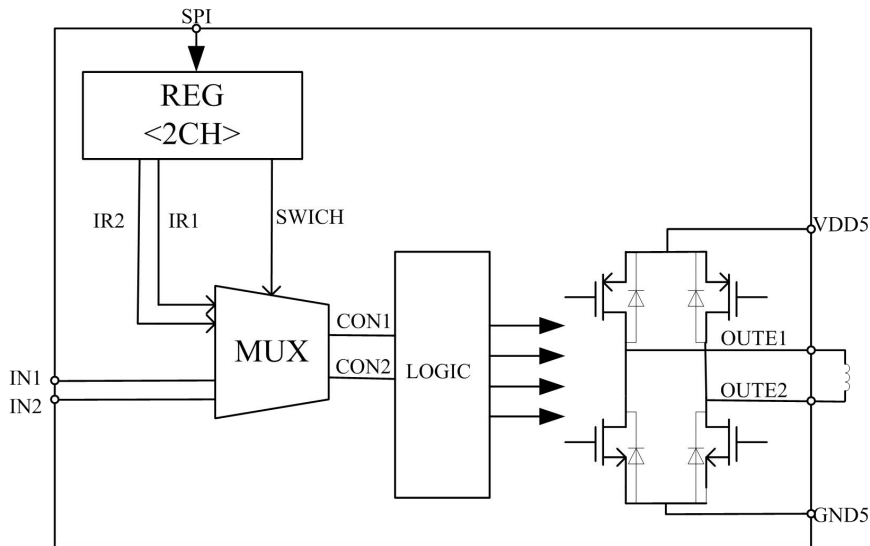 SPI
REG
<2CH>
IR2
IR1
SWICH
VDD5
MUX
CON1
CON2
LOGIC
OUTE1
OUTE2
IN1
IN2
GND5